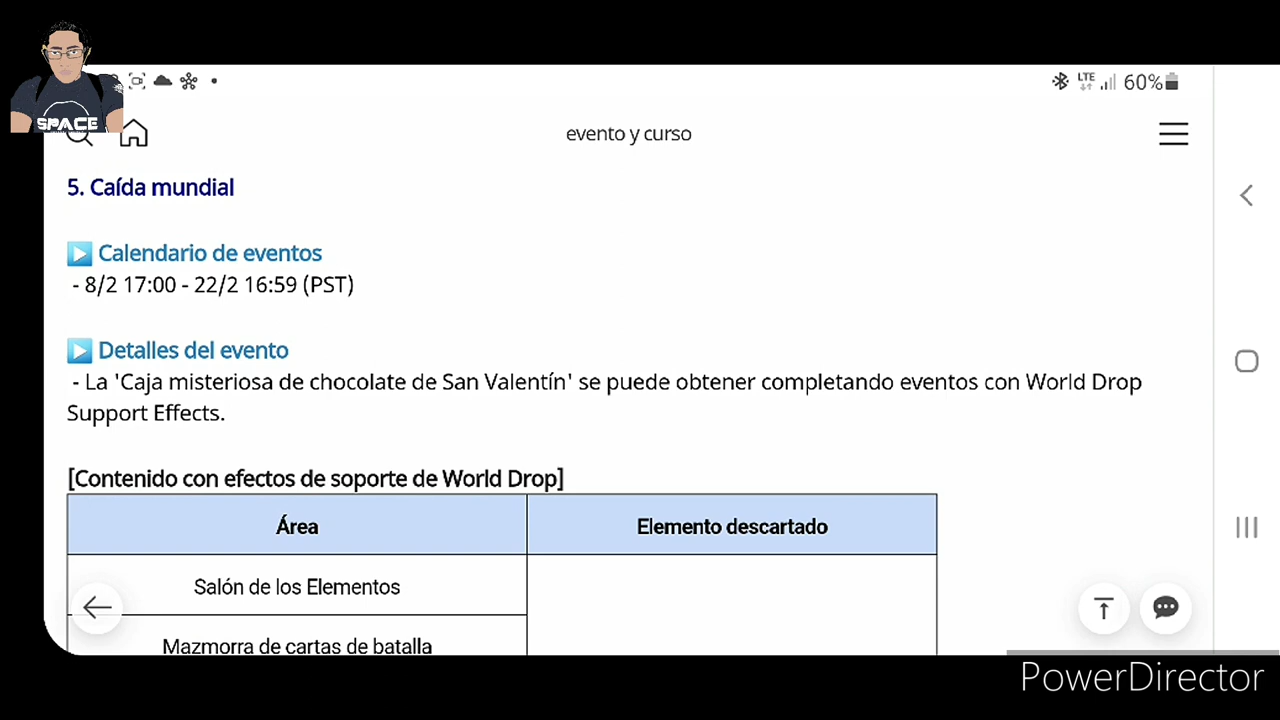 SPACE
LTE
60%
evento y curso
5. Caída mundial
Calendario de eventos
- 8/2 17:00 - 22/2 16:59 (PST)
Detalles del evento
- La 'Caja misteriosa de chocolate de San Valentín' se puede obtener completando eventos con World Drop
Support Effects.
[Contenido con efectos de soporte de World Drop]
Área
Elemento descartado
Salón de los Elementos
Mazmorra de cartas de batalla
PowerDirector